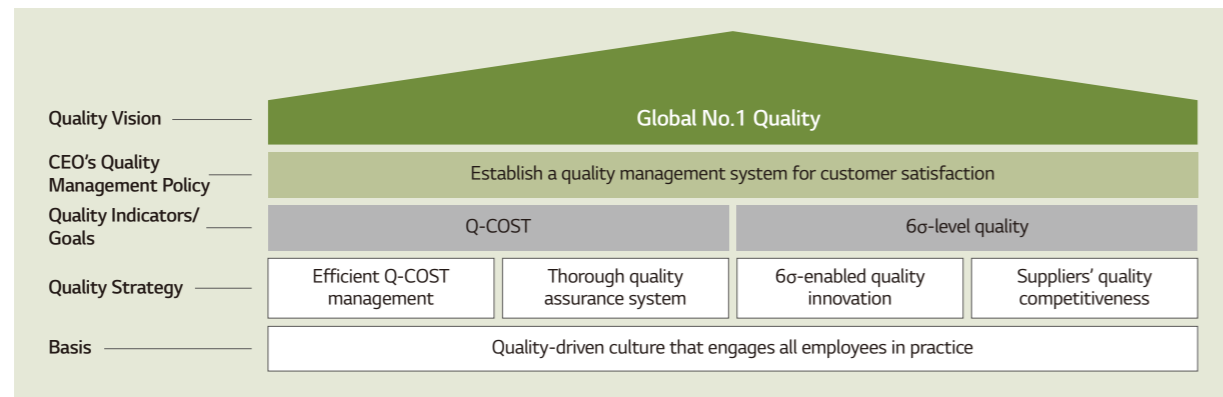 Quality Vision
Global No.1 Quality
CEO's Quality
Management Policy
Establish a quality management system for customer satisfaction
Quality Indicators/
Goals
Q-COST
6σ-level quality
Quality Strategy
Efficient Q-COST
management
Thorough quality
assurance system
6σ-enabled quality
innovation
Suppliers' quality
competitiveness
Basis
Quality-driven culture that engages all employees in practice